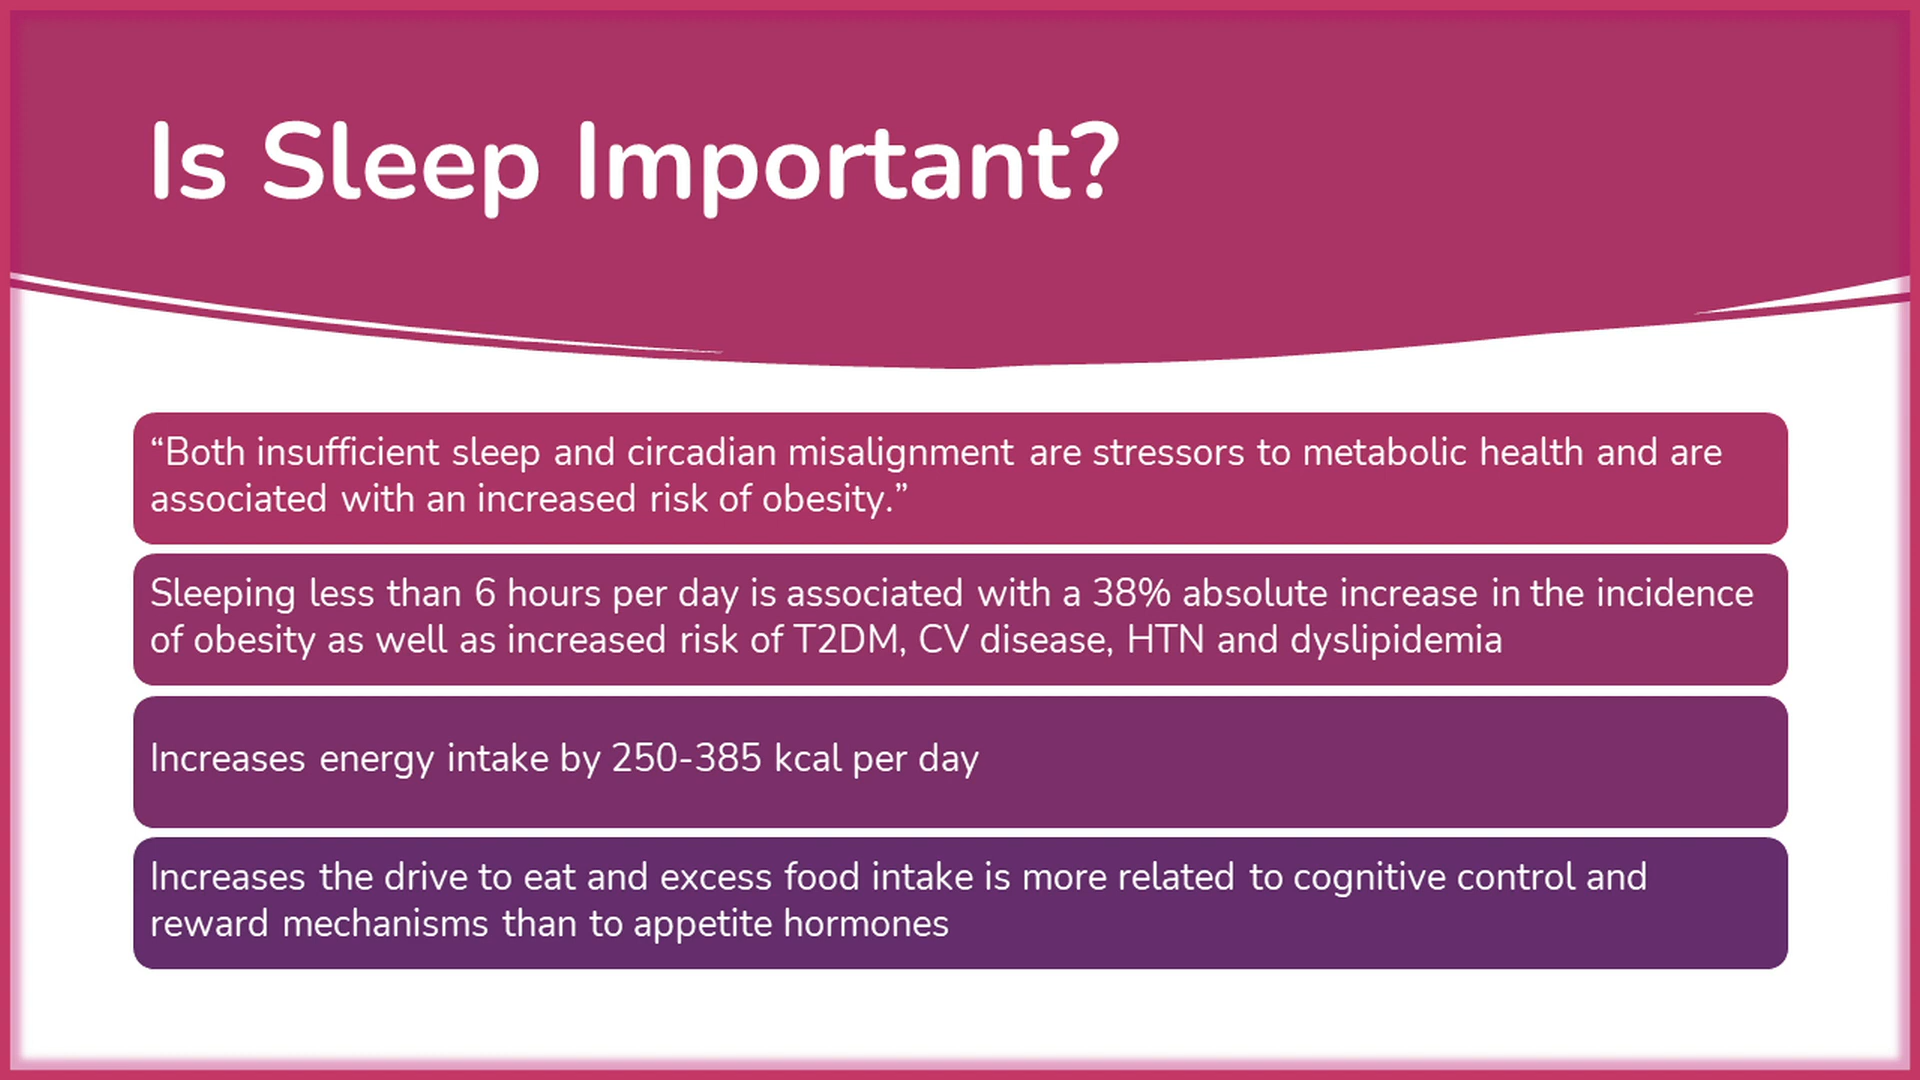 Is Sleep Important?
“Both insufficient sleep and circadian misalignment are stressors to metabolic health and are
associated with an increased risk of obesity.”
Sleeping less than 6 hours per day is associated with a 38% absolute increase in the incidence
of obesity as well as increased risk of T2DM, CV disease, HTN and dyslipidemia
Increases energy intake by 250-385 kcal per day
Increases the drive to eat and excess food intake is more related to cognitive control and
reward mechanisms than to appetite hormones